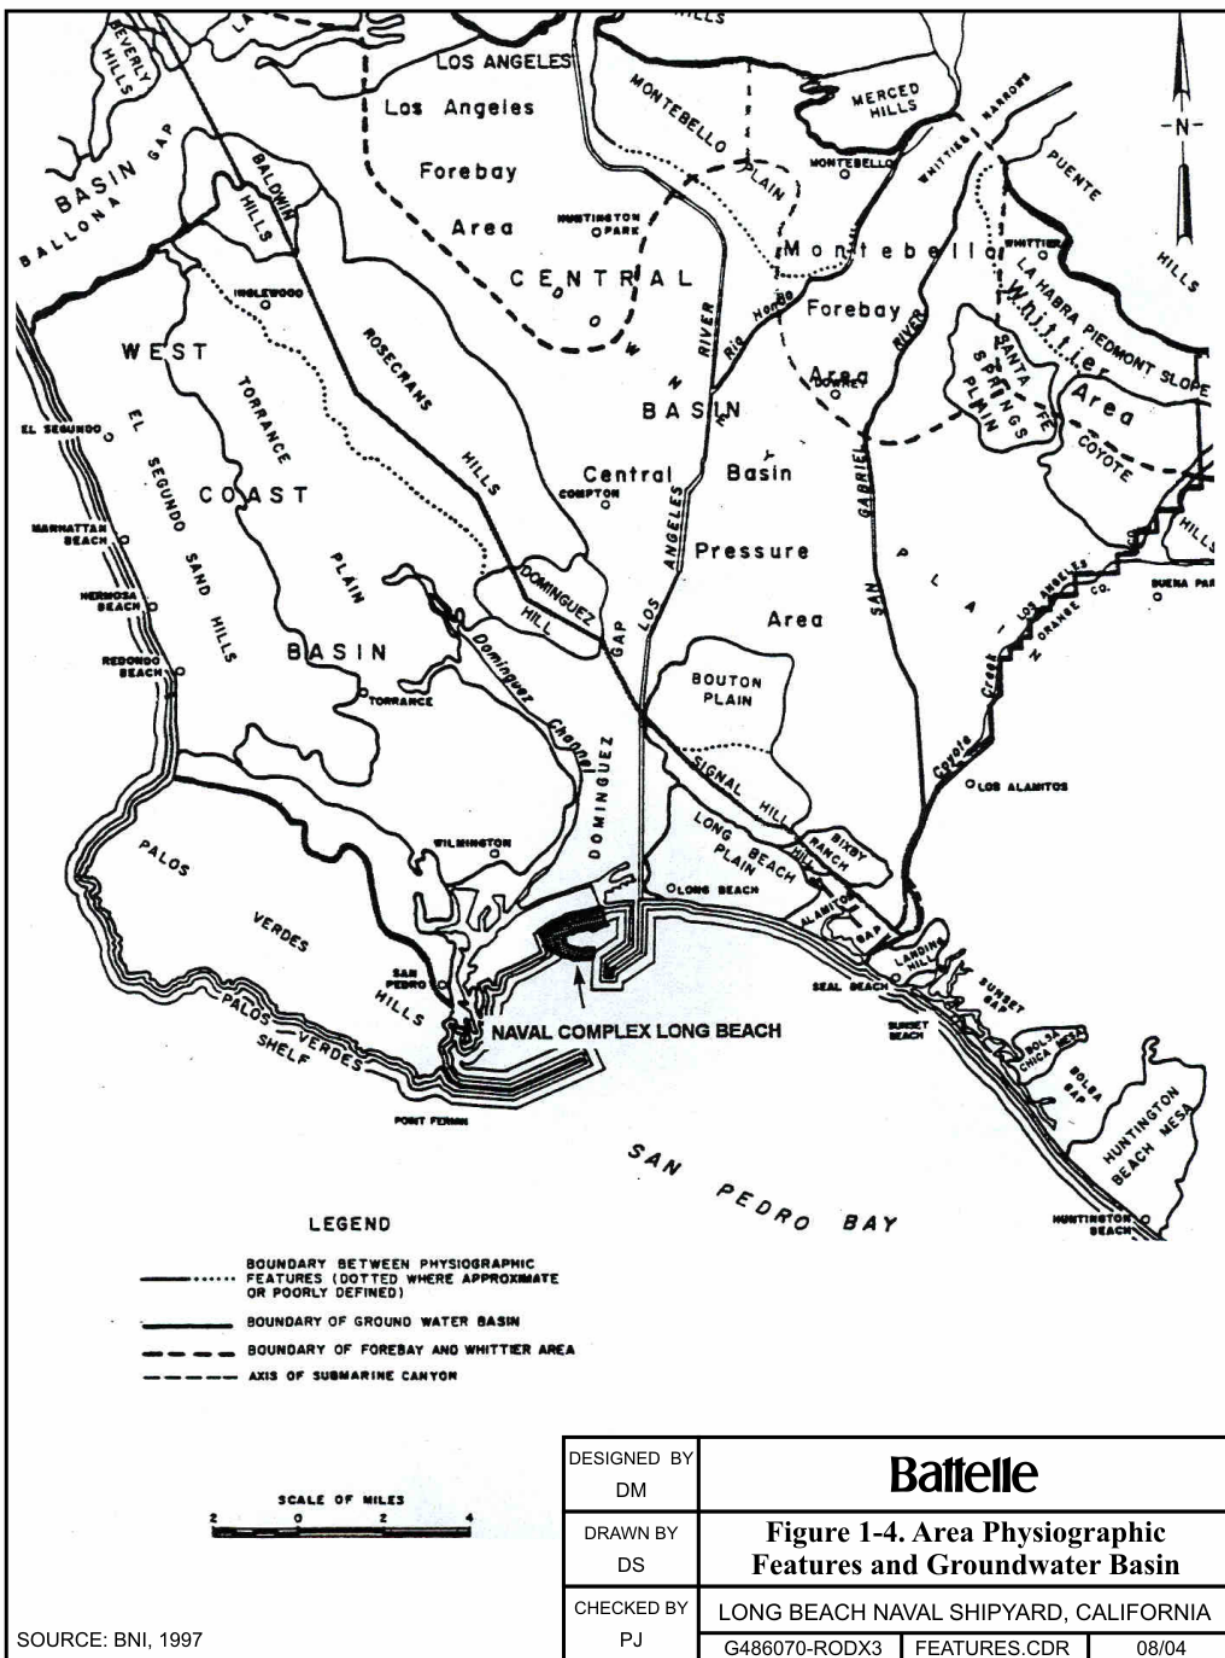 HILLS
LA
BEVERLY
HILLS
LOS ANGELES
Los Angeles
Forebay
Area
MONTEBELLO
PLAIN
MERCED
HILLS
MONTEBELLO
WHITTIER NARROWS
-N-
PUENTE
HILLS
BASIN
BALLONA GAP
BALDWIN
HILLS
HUNTINGTON
PARK
CENTRAL
BASIN
Montebello
Forebay
Area
WHITTIER
LA HABRA PIEDMONT SLOPE
Whittier
Area
INGLEWOOD
ROSECRANS
HILLS
RIVER
Rio Hondo
RIVER
DOWNEY
SANTA FE
SPRINGS
PLAIN
COYOTE
HILLS
WEST
COAST
BASIN
TORRANCE
PLAIN
EL SEGUNDO
EL SEGUNDO SAND HILLS
D O W N E Y
P L A I N
Central Basin
Pressure
Area
COMPTON
LOS ANGELES
SAN GABRIEL
MANHATTAN
BEACH
HERMOSA
BEACH
REDONDO
BEACH
DOMINGUEZ
HILL
LOS ANGELES CO.
ORANGE CO.
BUENA PAR
Dominguez
Channel
DOMINGUEZ GAP
BOUTON
PLAIN
TORRANCE
Coyote Creek
LOS ALAMITOS
SIGNAL HILL
LONG BEACH
PLAIN
BIXBY
RANCH
HILL
PALOS
VERDES
HILLS
WILMINGTON
LONG BEACH
ALAMITOS
GAP
LANDING
HILL
SEAL BEACH
SUNSET
GAP
SUNSET
BEACH
SAN
PEDRO
NAVAL COMPLEX LONG BEACH
PALOS VERDES
SHELF
BOLSA
CHICA MESA
BOLSA
GAP
HUNTINGTON
BEACH MESA
POINT FERMIN
SAN PEDRO BAY
HUNTINGTON
BEACH
LEGEND
BOUNDARY BETWEEN PHYSIOGRAPHIC
FEATURES (DOTTED WHERE APPROXIMATE
OR POORLY DEFINED)
BOUNDARY OF GROUND WATER BASIN
BOUNDARY OF FOREBAY AND WHITTIER AREA
AXIS OF SUBMARINE CANYON
SCALE OF MILES
2 0 2 4
SOURCE: BNI, 1997
DESIGNED BY
DM
Battelle
DRAWN BY
DS
Figure 1-4. Area Physiographic
Features and Groundwater Basin
CHECKED BY
PJ
LONG BEACH NAVAL SHIPYARD, CALIFORNIA
G486070-RODX3 FEATURES.CDR 08/04